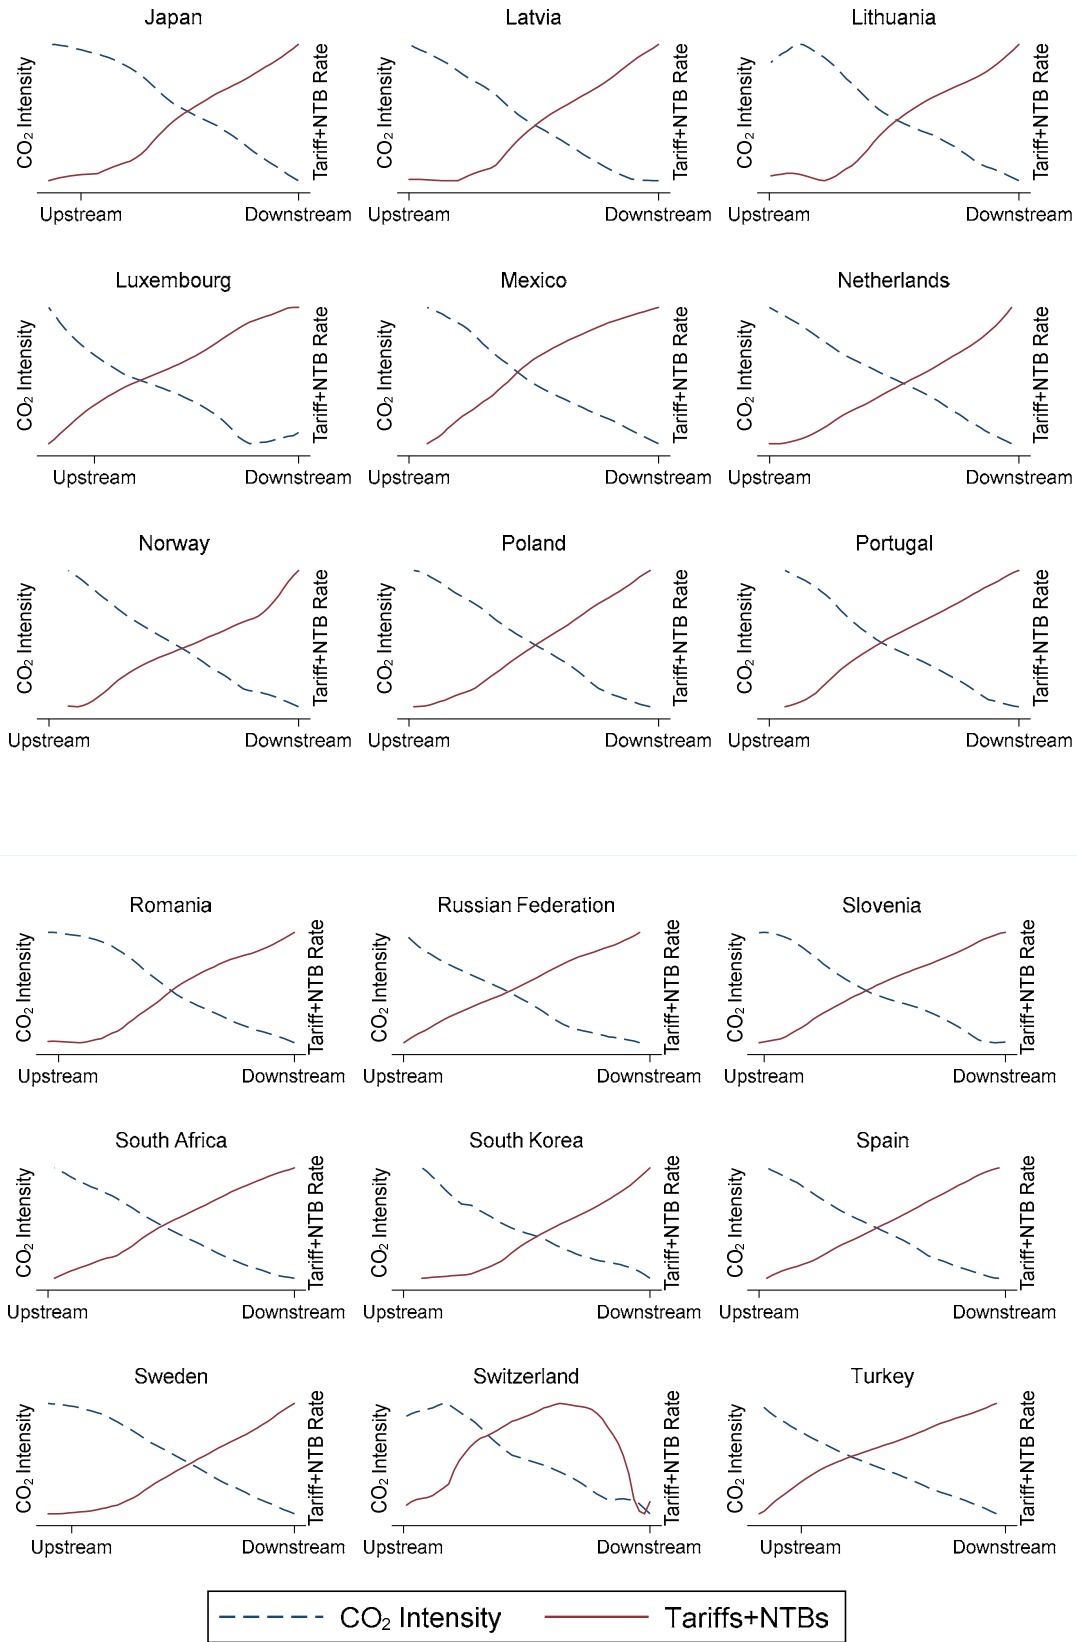 Japan
CO₂ Intensity
Tariff+NTB Rate
Upstream
Downstream
Latvia
CO₂ Intensity
Tariff+NTB Rate
Upstream
Downstream
Lithuania
CO₂ Intensity
Tariff+NTB Rate
Upstream
Downstream
Luxembourg
CO₂ Intensity
Tariff+NTB Rate
Upstream
Downstream
Mexico
CO₂ Intensity
Tariff+NTB Rate
Upstream
Downstream
Netherlands
CO₂ Intensity
Tariff+NTB Rate
Upstream
Downstream
Norway
CO₂ Intensity
Tariff+NTB Rate
Upstream
Downstream
Poland
CO₂ Intensity
Tariff+NTB Rate
Upstream
Downstream
Portugal
CO₂ Intensity
Tariff+NTB Rate
Upstream
Downstream
Romania
CO₂ Intensity
Tariff+NTB Rate
Upstream
Downstream
Russian Federation
CO₂ Intensity
Tariff+NTB Rate
Upstream
Downstream
Slovenia
CO₂ Intensity
Tariff+NTB Rate
Upstream
Downstream
South Africa
CO₂ Intensity
Tariff+NTB Rate
Upstream
Downstream
South Korea
CO₂ Intensity
Tariff+NTB Rate
Upstream
Downstream
Spain
CO₂ Intensity
Tariff+NTB Rate
Upstream
Downstream
Sweden
CO₂ Intensity
Tariff+NTB Rate
Upstream
Downstream
Switzerland
CO₂ Intensity
Tariff+NTB Rate
Upstream
Downstream
Turkey
CO₂ Intensity
Tariff+NTB Rate
Upstream
Downstream
CO₂ Intensity
Tariffs+NTBs